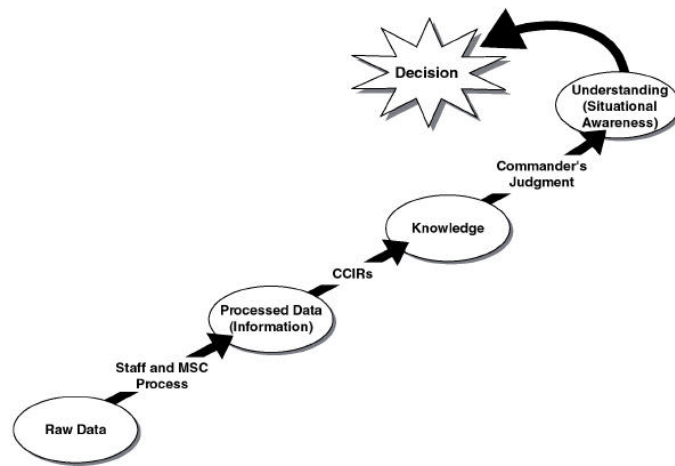 Decision
Understanding
(Situational
Awareness)
Commander's
Judgment
Knowledge
CCIRs
Processed Data
(Information)
Staff and MSC
Process
Raw Data